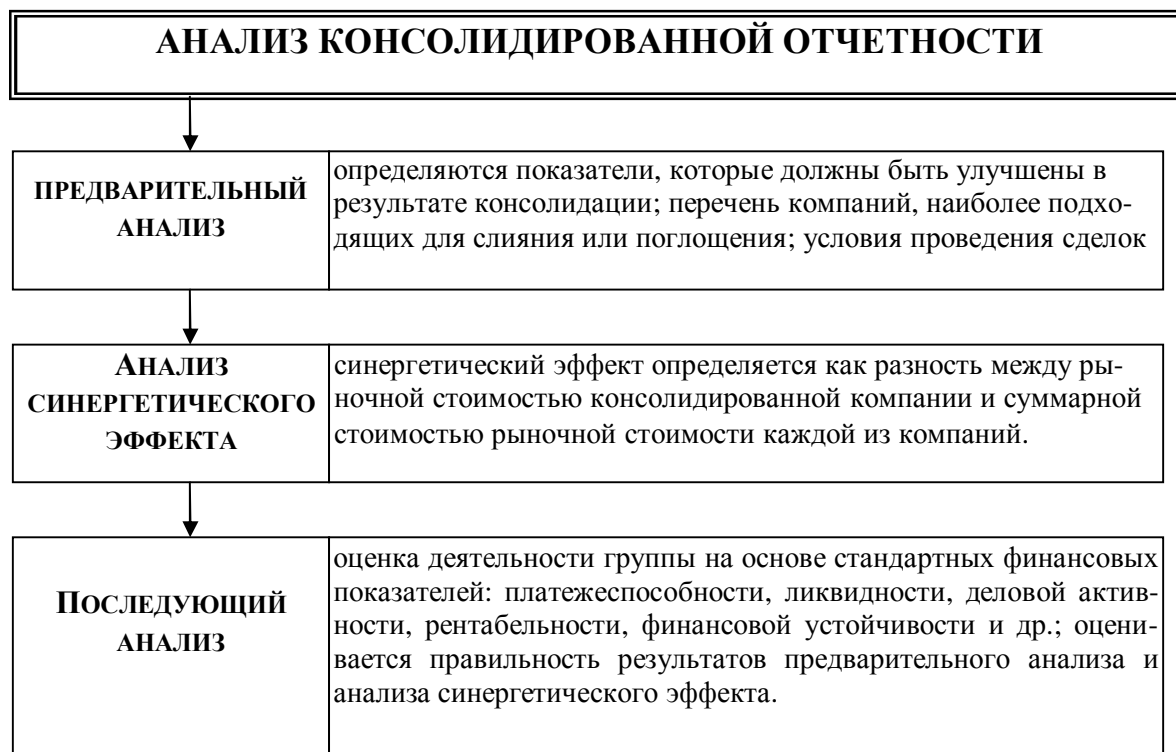 АНАЛИЗ КОНСОЛИДИРОВАННОЙ ОТЧЕТНОСТИ
ПРЕДВАРИТЕЛЬНЫЙ
АНАЛИЗ
определяются показатели, которые должны быть улучшены в
результате консолидации; перечень компаний, наиболее подхо-
дящих для слияния или поглощения; условия проведения сделок
АНАЛИЗ
СИНЕРГЕТИЧЕСКОГО
ЭФФЕКТА
синергетический эффект определяется как разность между ры-
ночной стоимостью консолидированной компании и суммарной
стоимостью рыночной стоимости каждой из компаний.
ПОСЛЕДУЮЩИЙ
АНАЛИЗ
оценка деятельности группы на основе стандартных финансовых
показателей: платежеспособности, ликвидности, деловой актив-
ности, рентабельности, финансовой устойчивости и др.; оцени-
вается правильность результатов предварительного анализа и
анализа синергетического эффекта.